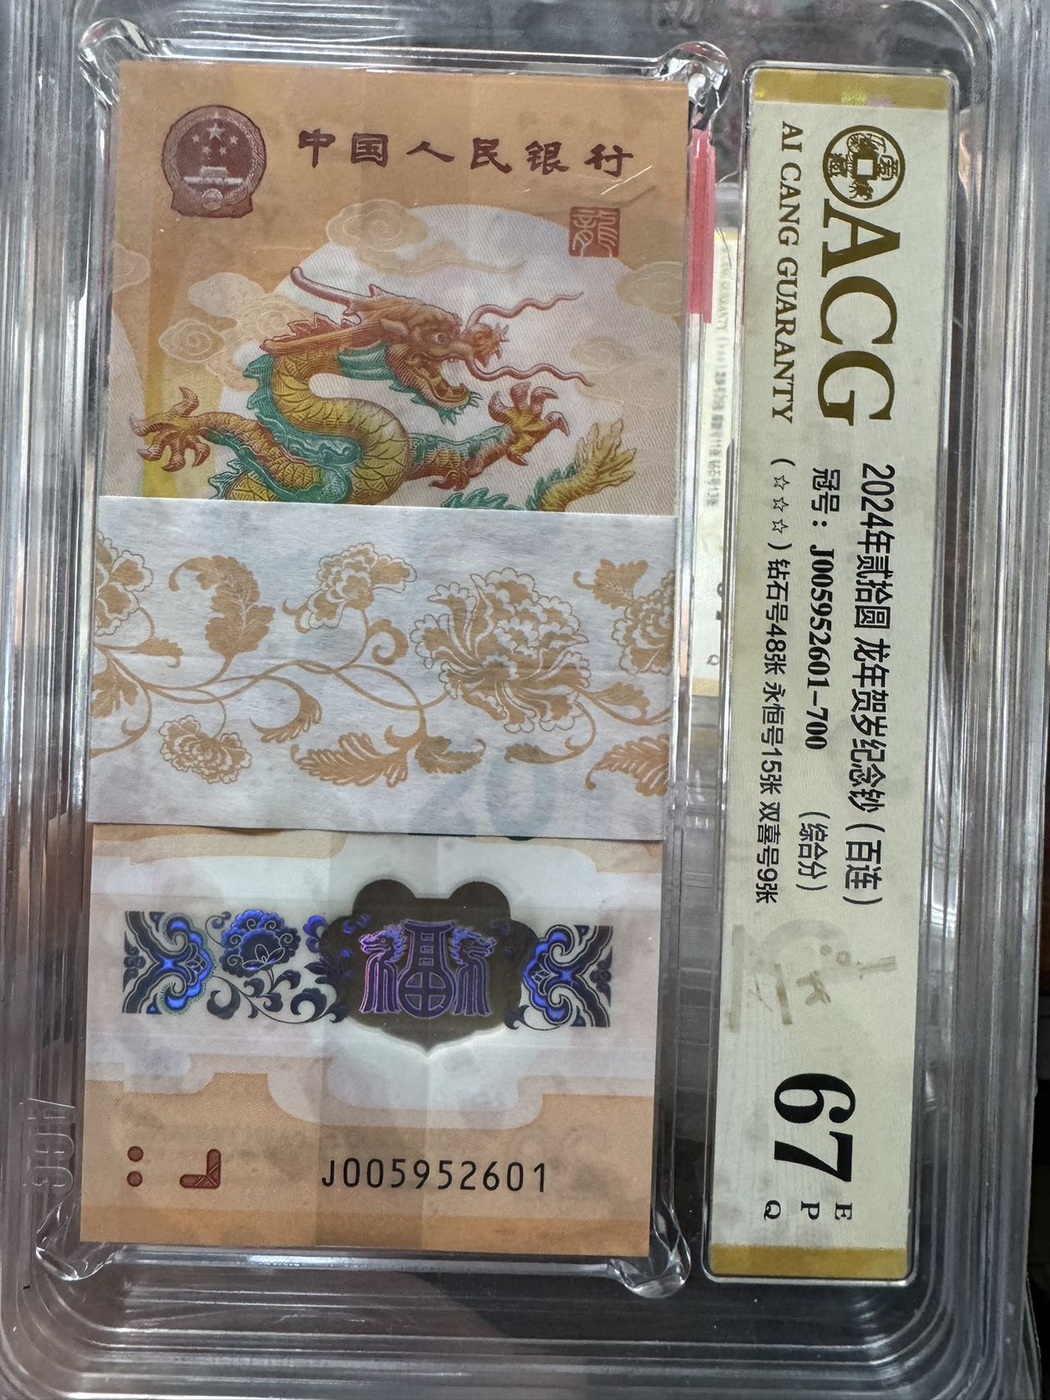 中国人民银行
龍
J005952601
ACG
AI CANG GUARANTY
2024年贰拾圆 龙年贺岁纪念钞（百连）
冠号：J005952601-700 （综合分）
（☆☆☆）钻石号48张 永恒号15张 双喜号9张
67
E
P
Q